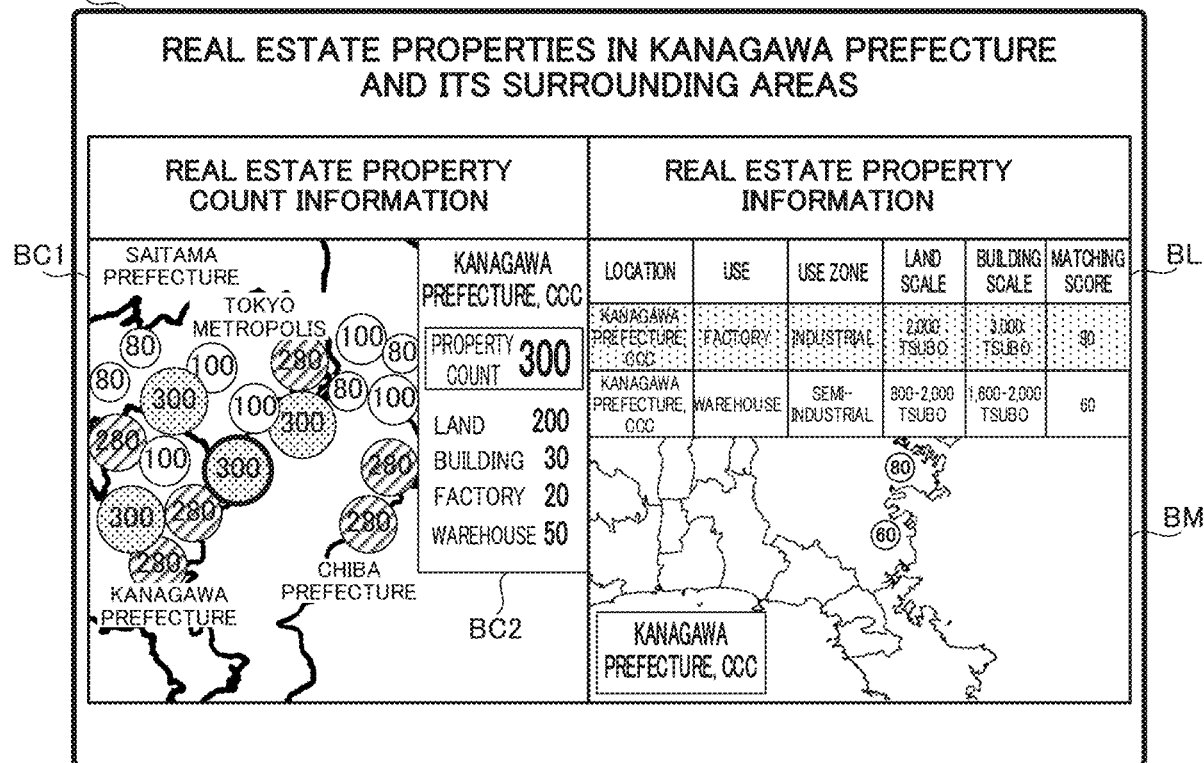 REAL ESTATE PROPERTIES IN KANAGAWA PREFECTURE
AND ITS SURROUNDING AREAS
REAL ESTATE PROPERTY
COUNT INFORMATION
REAL ESTATE PROPERTY
INFORMATION
BC1
SAITAMA
PREFECTURE
TOKYO
METROPOLIS
80
100
280
100
80
80
300
100
300
80
100
280
100
300
280
300
280
280
280
KANAGAWA
PREFECTURE
CHIBA
PREFECTURE
KANAGAWA
PREFECTURE, CCC
PROPERTY
COUNT
300
LAND 200
BUILDING 30
FACTORY 20
WAREHOUSE 50
BC2
BL
LOCATION
USE
USE ZONE
LAND
SCALE
BUILDING
SCALE
MATCHING
SCORE
KANAGAWA
PREFECTURE,
CCC
FACTORY
INDUSTRIAL
2,000
TSUBO
3,000
TSUBO
KANAGAWA
PREFECTURE,
CCC
WAREHOUSE
SEMI-
INDUSTRIAL
800-2,000
TSUBO
1,600-2,000
TSUBO
60
80
60
BM
KANAGAWA
PREFECTURE, CCC